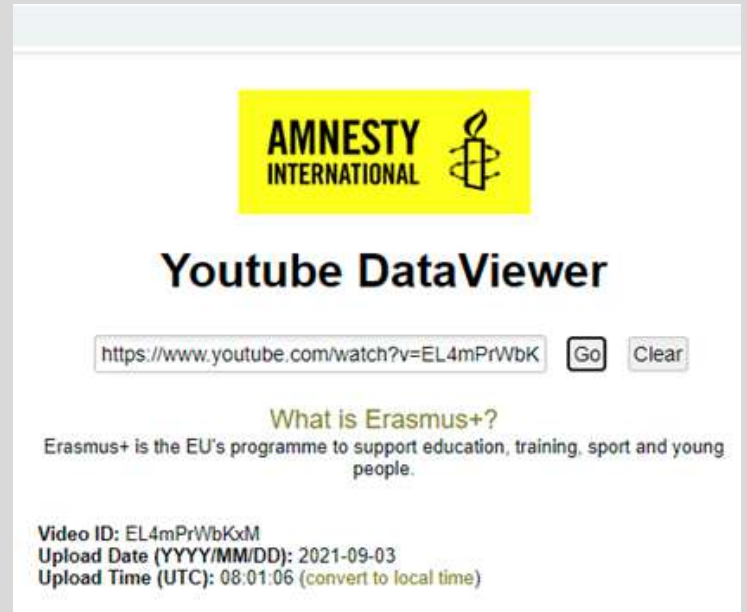 AMNESTY
INTERNATIONAL
Youtube DataViewer
https://www.youtube.com/watch?v=EL4mPrWbK
Go
Clear
What is Erasmus+?
Erasmus+ is the EU's programme to support education, training, sport and young
people.
Video ID: EL4mPrWbKxM
Upload Date (YYYY/MM/DD): 2021-09-03
Upload Time (UTC): 08:01:06 (convert to local time)